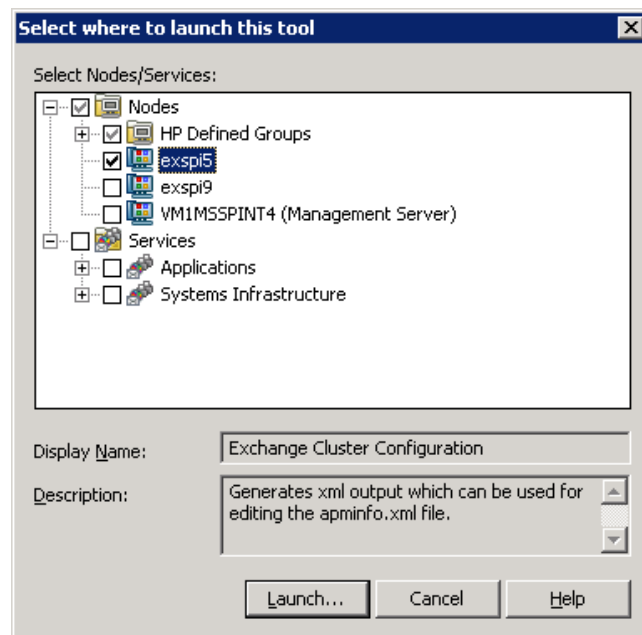 Select where to launch this tool
Select Nodes/Services:
Nodes
HP Defined Groups
exspi5
exspi9
VM1MSSPINT4 (Management Server)
Services
Applications
Systems Infrastructure
Display Name:
Exchange Cluster Configuration
Description:
Generates xml output which can be used for
editing the apminfo.xml file.
Launch...
Cancel
Help